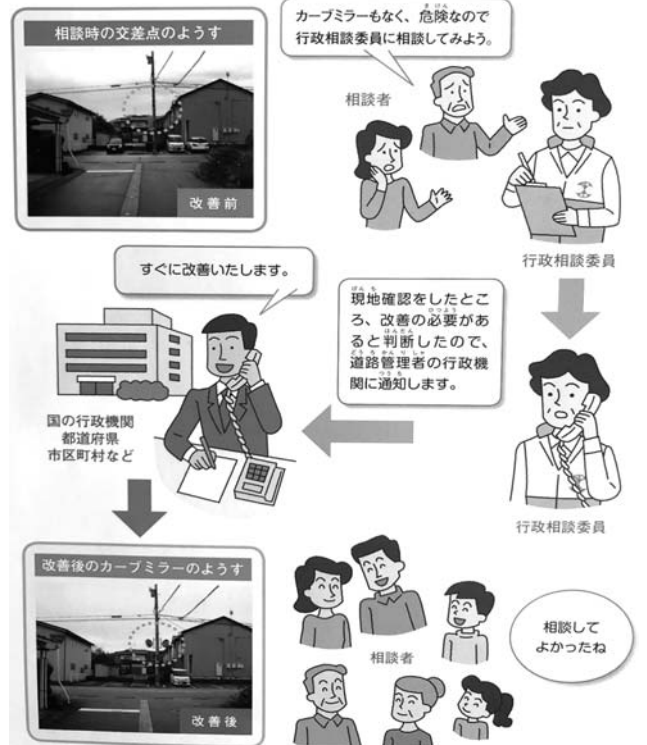 相談時の交差点のようす
改善前
カーブミラーもなく、危険なので
行政相談委員に相談してみよう。
相談者
行政相談委員
すぐに改善いたします。
現地確認をしたとこ
ろ、改善の必要があ
ると判断したので、
道路管理者の行政機
関に通知します。
国の行政機関
都道府県
市区町村など
行政相談委員
改善後のカーブミラーのようす
改善後
相談者
相談して
よかったね